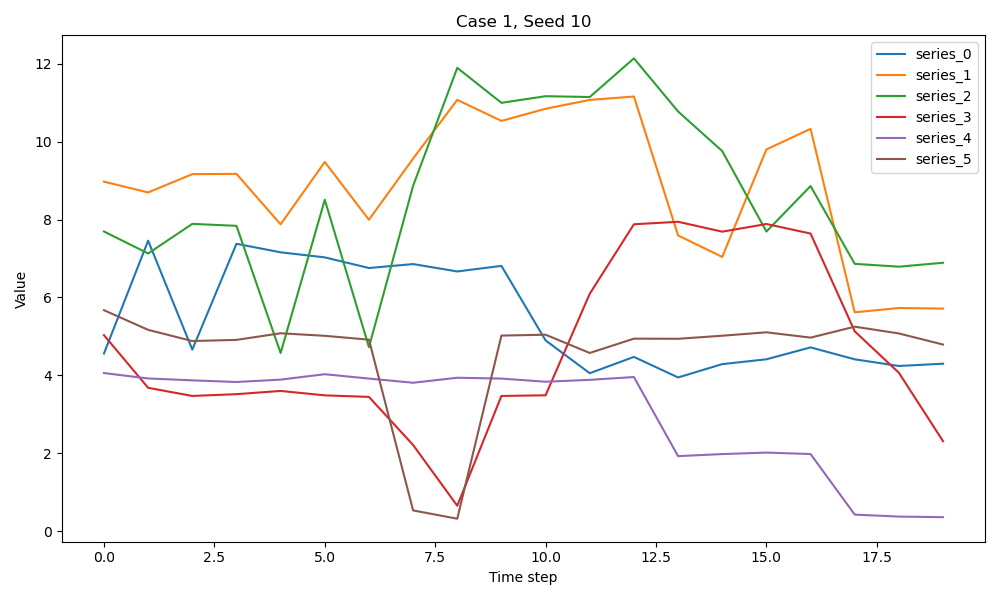 Case 1, Seed 10
series_0
series_1
series_2
series_3
series_4
series_5
Value
12
10
8
6
4
2
0
0.0 2.5 5.0 7.5 10.0 12.5 15.0 17.5
Time step